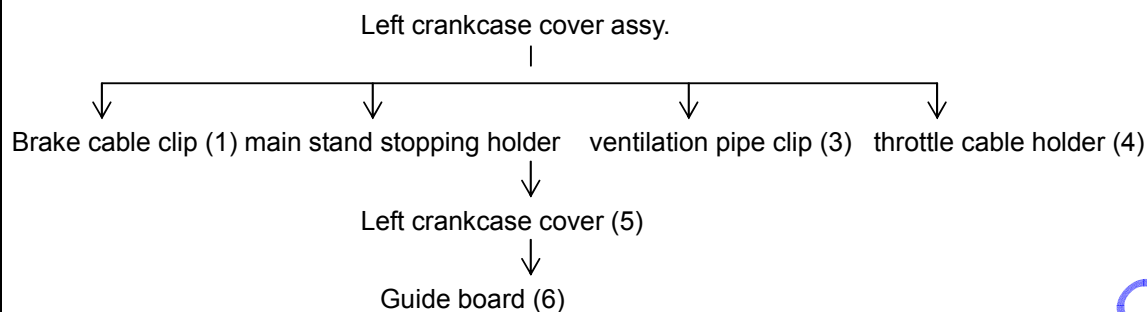 Left crankcase cover assy.
Brake cable clip (1) main stand stopping holder ventilation pipe clip (3) throttle cable holder (4)
Left crankcase cover (5)
Guide board (6)